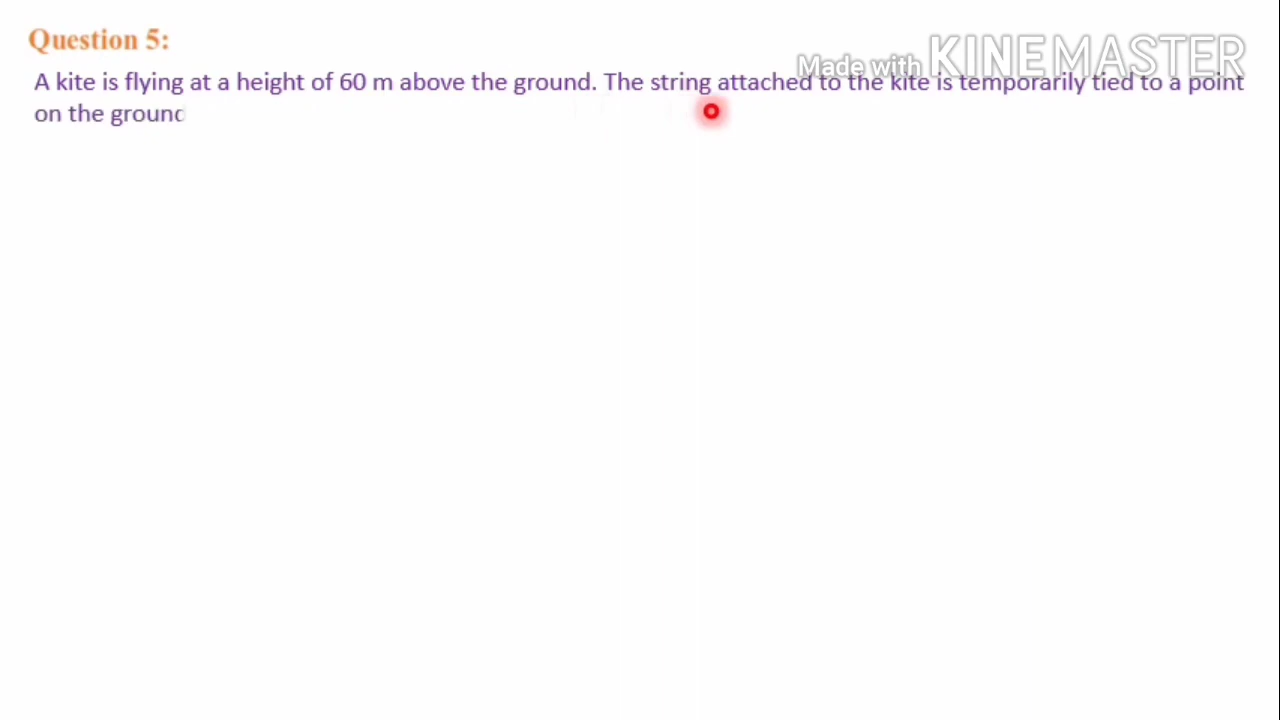 Question 5:
Made with KINEMASTER
A kite is flying at a height of 60 m above the ground. The string attached to the kite is temporarily tied to a point
on the ground